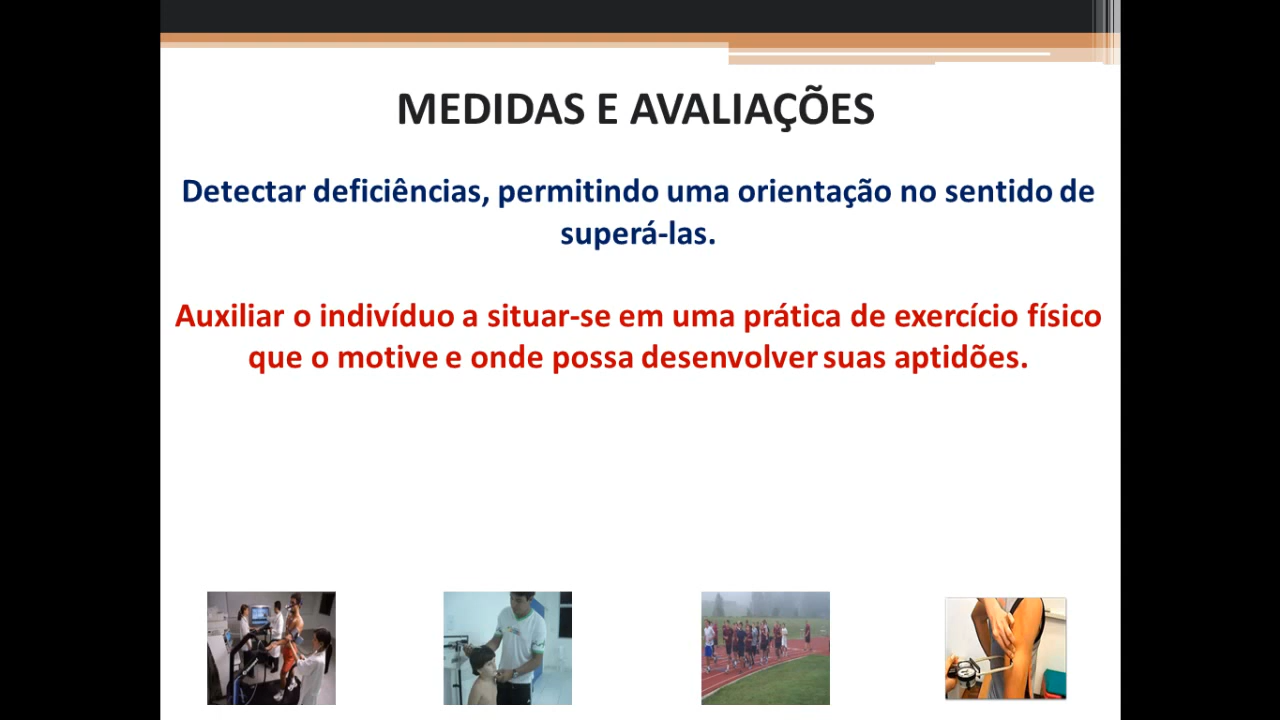 MEDIDAS E AVALIAÇÕES
Detectar deficiências, permitindo uma orientação no sentido de
superá-las.
Auxiliar o indivíduo a situar-se em uma prática de exercício físico
que o motive e onde possa desenvolver suas aptidões.